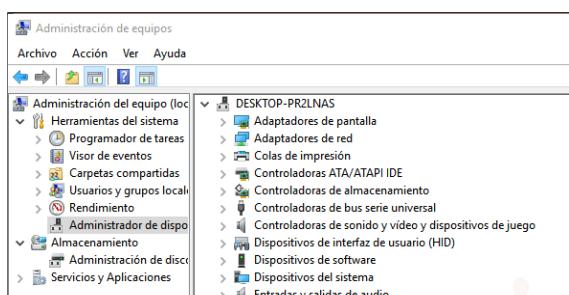 Administración de equipos
Archivo Acción Ver Ayuda
Administración del equipo (loc
Herramientas del sistema
Programador de tareas
Visor de eventos
Carpetas compartidas
Usuarios y grupos local
Rendimiento
Administrador de dispo
Almacenamiento
Administración de disco
Servicios y Aplicaciones
DESKTOP-PR2LNAS
Adaptadores de pantalla
Adaptadores de red
Colas de impresión
Controladoras ATA/ATAPI IDE
Controladoras de almacenamiento
Controladoras de bus serie universal
Controladoras de sonido y vídeo y dispositivos de juego
Dispositivos de interfaz de usuario (HID)
Dispositivos de software
Dispositivos del sistema
Entradas y salidas de audio